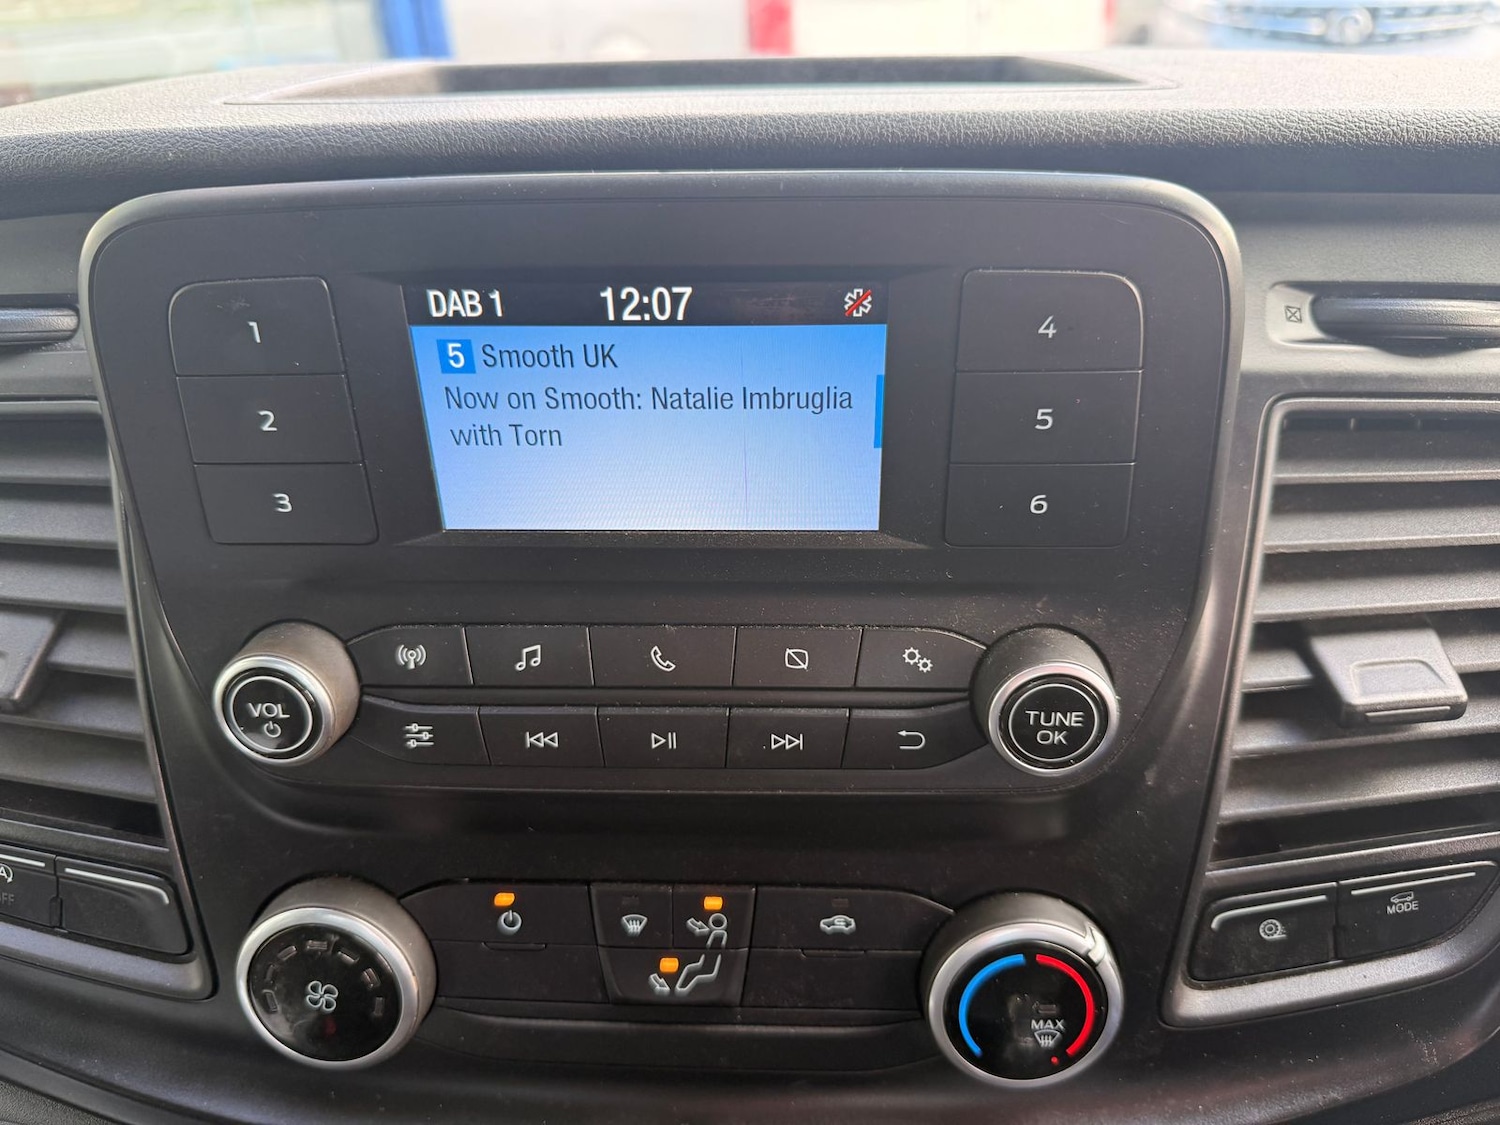 DAB 1 12:07
5 Smooth UK
Now on Smooth: Natalie Imbruglia
with Torn
1
2
3
4
5
6
VOL
TUNE
OK
MODE
MAX